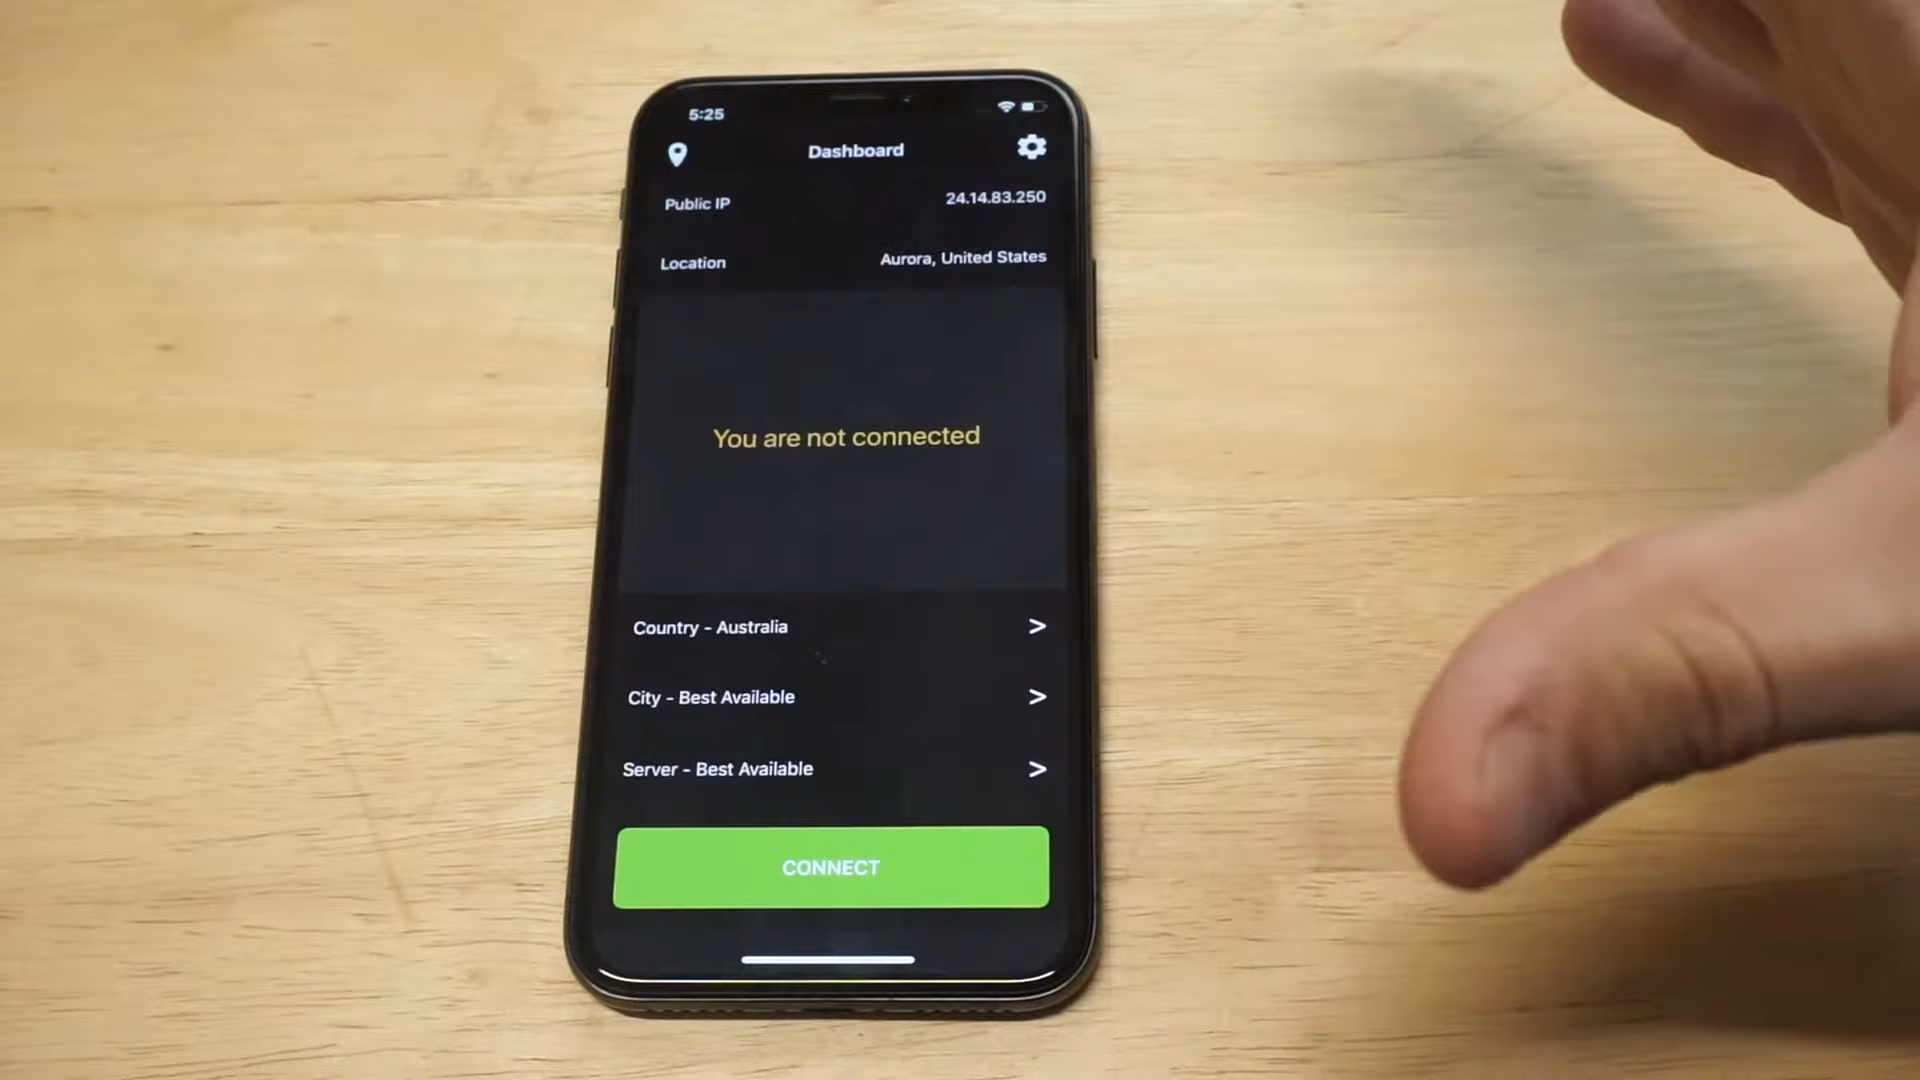 5:25
Dashboard
Public IP 24.14.83.250
Location Aurora, United States
You are not connected
Country - Australia >
City - Best Available >
Server - Best Available >
CONNECT